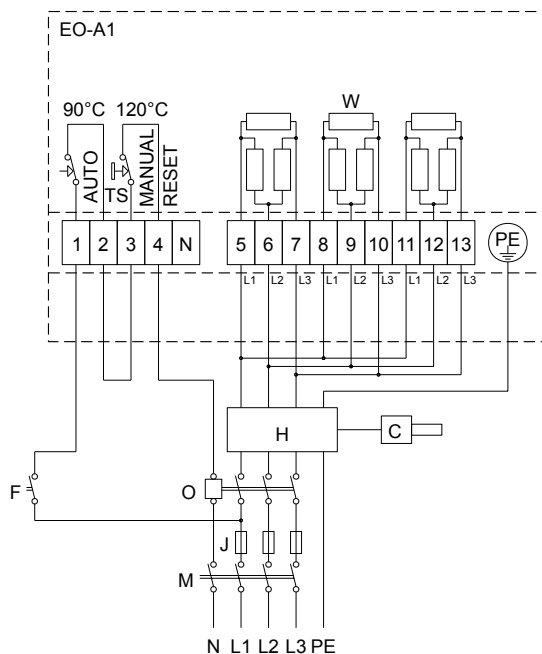 EO-A1
90°C 120°C W
AUTO
TS
MANUAL
RESET
1 2 3 4 N 5 6 7 8 9 10 11 12 13 PE
L1 L2 L3 L1 L2 L3 L1 L2 L3
H C
F O
J
M
N L1 L2 L3 PE